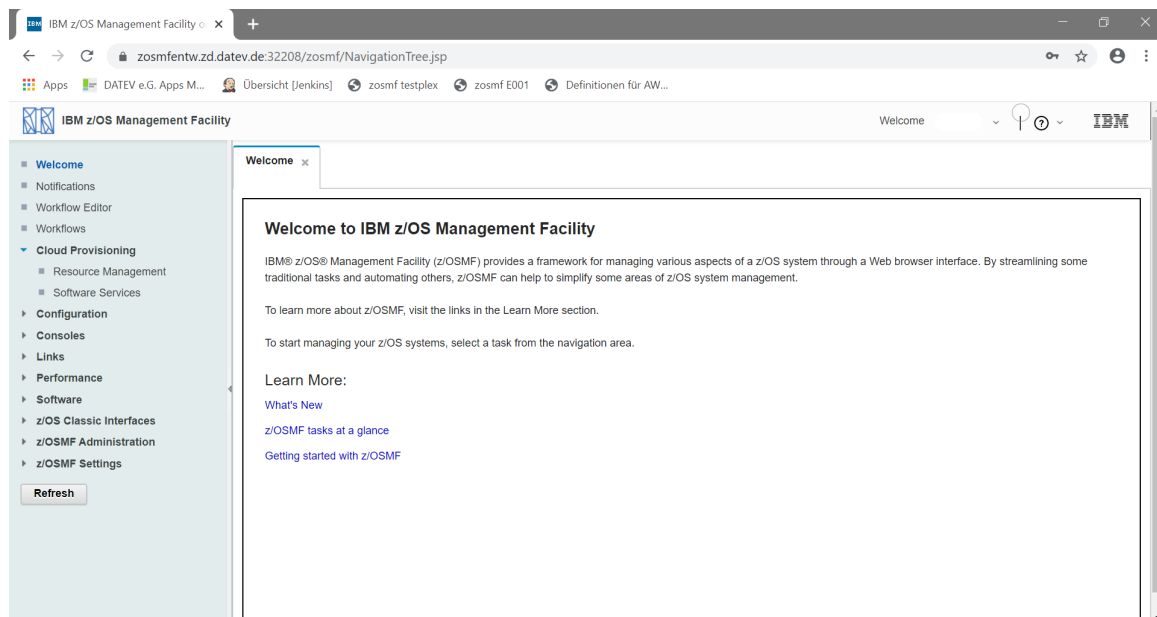 IBM IBM z/OS Management Facility o
zosmfentw.zd.datev.de:32208/zosmf/NavigationTree.jsp
Apps DATEV e.G. Apps M... Übersicht [Jenkins] zosmf testplex zosmf E001 Definitionen für AW...
IBM z/OS Management Facility Welcome ? IBM
Welcome
Notifications
Workflow Editor
Workflows
Cloud Provisioning
Resource Management
Software Services
Configuration
Consoles
Links
Performance
Software
z/OS Classic Interfaces
z/OSMF Administration
z/OSMF Settings
Refresh
Welcome
Welcome to IBM z/OS Management Facility
IBM® z/OS® Management Facility (z/OSMF) provides a framework for managing various aspects of a z/OS system through a Web browser interface. By streamlining some
traditional tasks and automating others, z/OSMF can help to simplify some areas of z/OS system management.
To learn more about z/OSMF, visit the links in the Learn More section.
To start managing your z/OS systems, select a task from the navigation area.
Learn More:
What's New
z/OSMF tasks at a glance
Getting started with z/OSMF